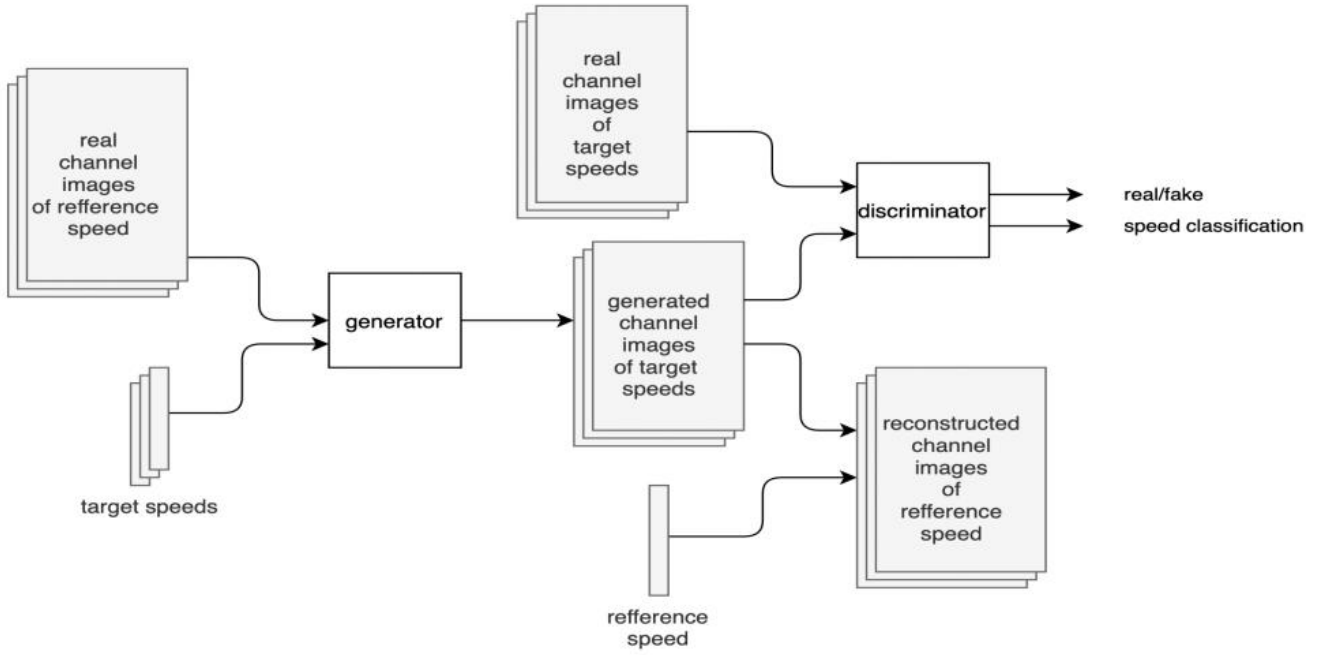 real
channel
images
of refference
speed
target speeds
generator
real
channel
images
of
target
speeds
generated
channel
images
of target
speeds
refference
speed
discriminator
real/fake
speed classification
reconstructed
channel
images
of
refference
speed